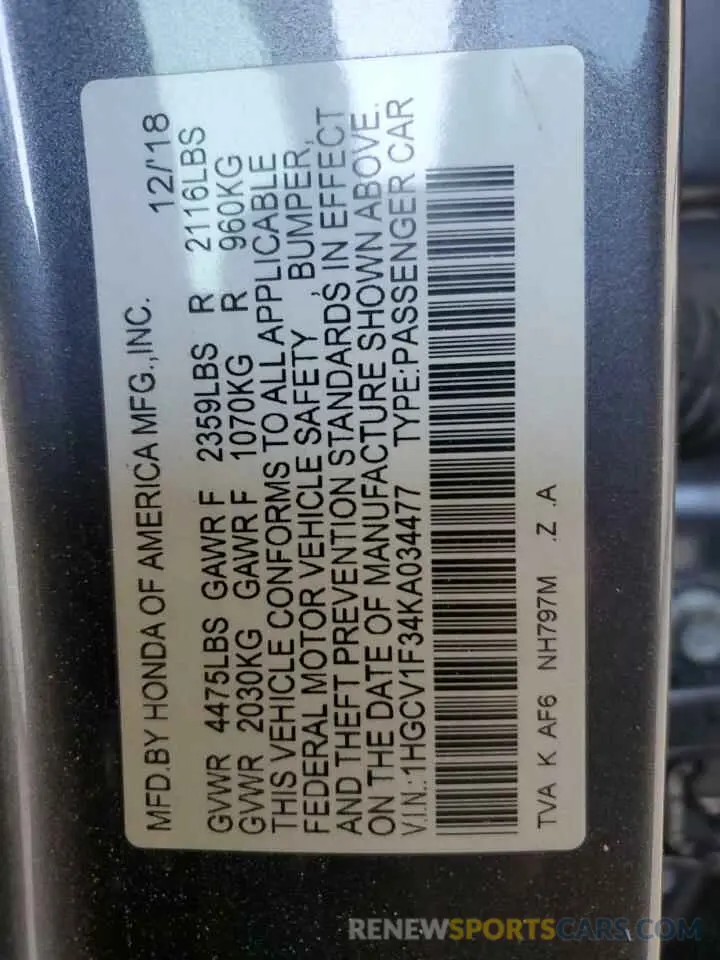 MFD.BY HONDA OF AMERICA MFG.,INC. 12/'18
GVWR 4475LBS GAWR F 2359LBS R 2116LBS
GVWR 2030KG GAWR F 1070KG R 960KG
THIS VEHICLE CONFORMS TO ALL APPLICABLE
FEDERAL MOTOR VEHICLE SAFETY , BUMPER,
AND THEFT PREVENTION STANDARDS IN EFFECT
ON THE DATE OF MANUFACTURE SHOWN ABOVE.
V.I.N.:1HGCV1F34KA034477 TYPE:PASSENGER CAR
TVA K AF6 NH797M .Z .A
RENEWSPORTSCARS.COM